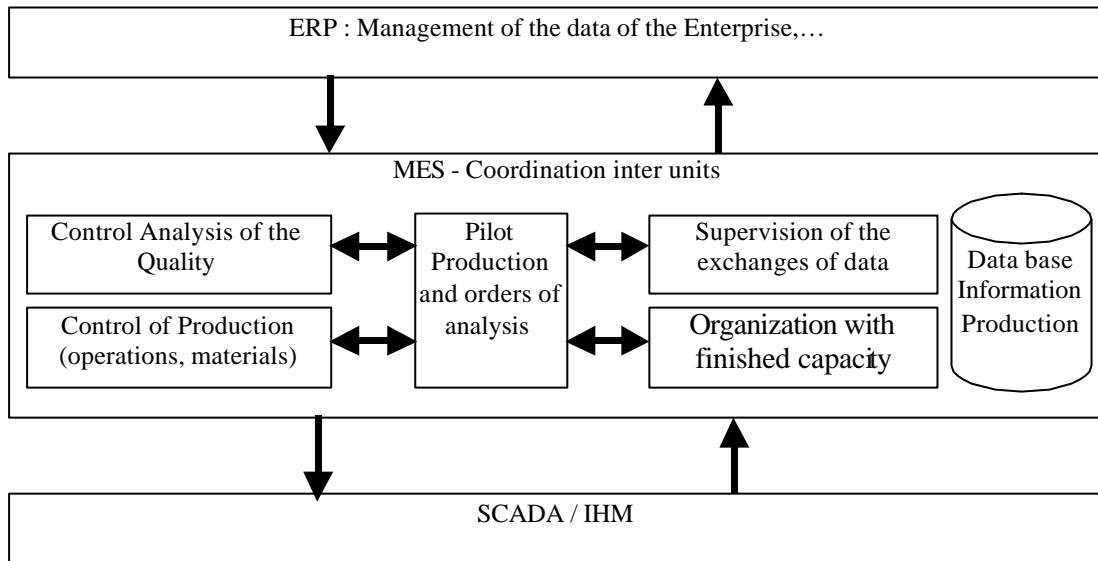 ERP : Management of the data of the Enterprise,…
MES - Coordination inter units
Control Analysis of the
Quality
Control of Production
(operations, materials)
Pilot
Production
and orders of
analysis
Supervision of the
exchanges of data
Organization with
finished capacity
Data base
Information
Production
SCADA / IHM